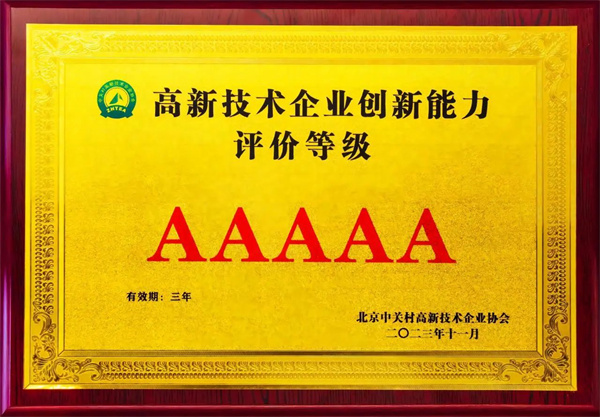 ZHTEA
高新技术企业创新能力
评价等级
AAAAA
有效期：三年
北京中关村高新技术企业协会
二〇二三年十一月